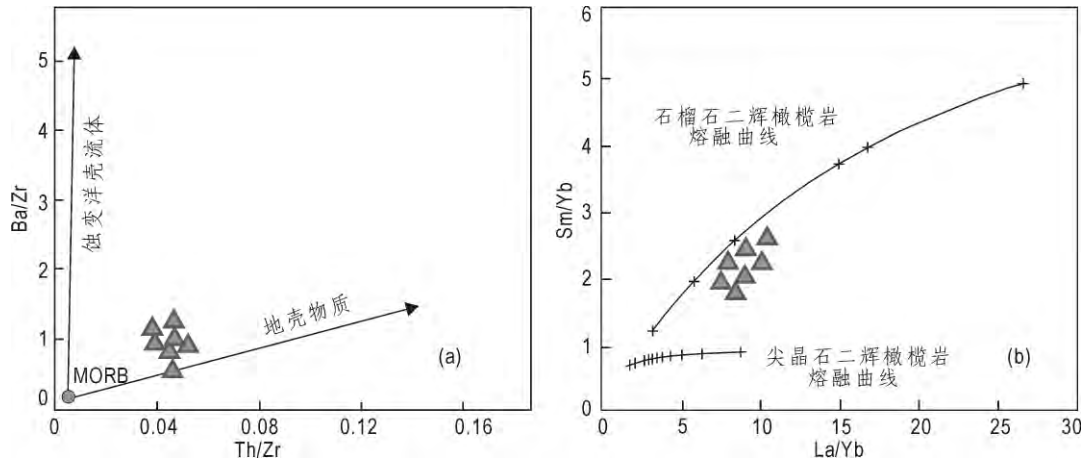 5
4
3
2
1
0
Ba/Zr
蚀变洋壳流体
MORB
地壳物质
(a)
0
0.04
0.08
0.12
0.16
Th/Zr
6
5
4
3
2
1
0
Sm/Yb
石榴石二辉橄榄岩
熔融曲线
尖晶石二辉橄榄岩
熔融曲线
(b)
0
5
10
15
20
25
30
La/Yb